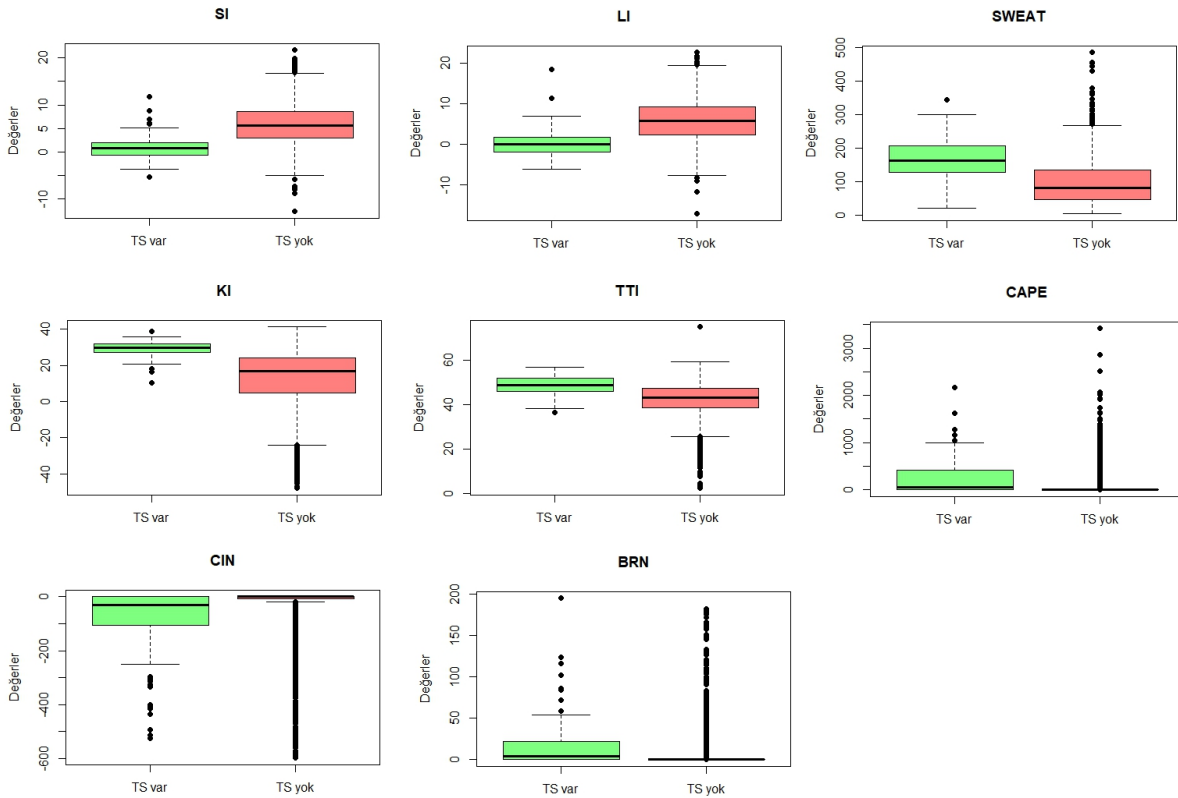 SI
20
10
5
0
-10
Değerler
TS var
TS yok
LI
20
10
0
-10
Değerler
TS var
TS yok
SWEAT
500
400
300
200
100
0
Değerler
TS var
TS yok
KI
40
20
0
-20
-40
Değerler
TS var
TS yok
TTI
60
40
20
0
Değerler
TS var
TS yok
CAPE
3000
2000
1000
0
Değerler
TS var
TS yok
CIN
0
-200
-400
-600
Değerler
TS var
TS yok
BRN
200
150
100
50
0
Değerler
TS var
TS yok